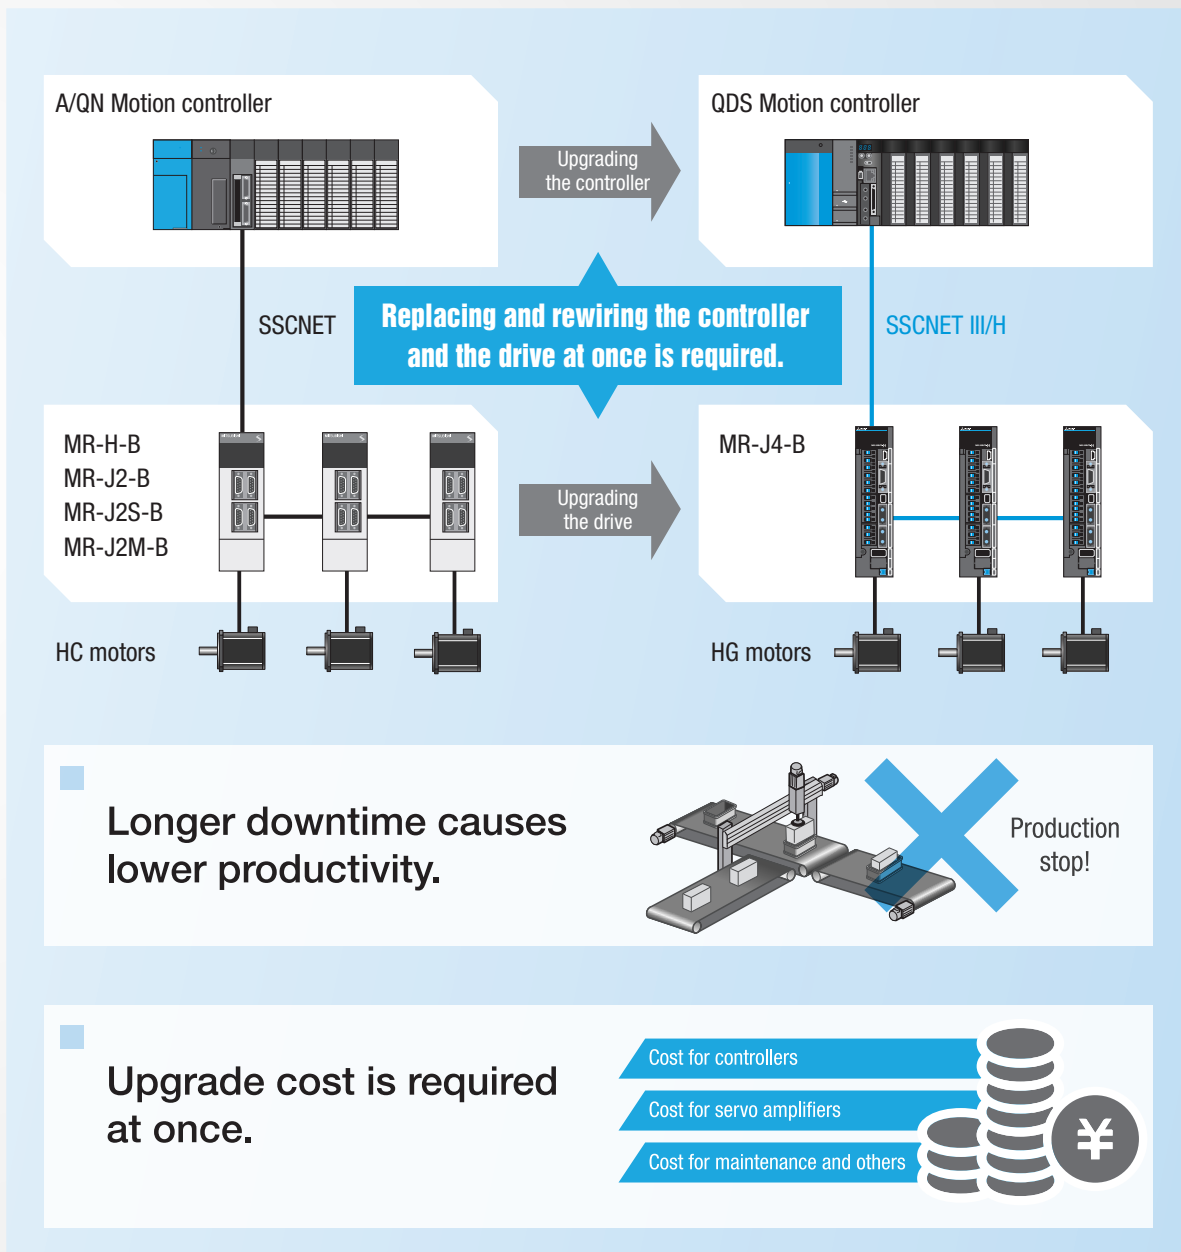 A/QN Motion controller
QDS Motion controller
Upgrading
the controller
SSCNET
Replacing and rewiring the controller
and the drive at once is required.
SSCNET III/H
MR-H-B
MR-J2-B
MR-J2S-B
MR-J2M-B
Upgrading
the drive
MR-J4-B
HC motors
HG motors
Longer downtime causes
lower productivity.
Production
stop!
Upgrade cost is required
at once.
Cost for controllers
Cost for servo amplifiers
Cost for maintenance and others
¥